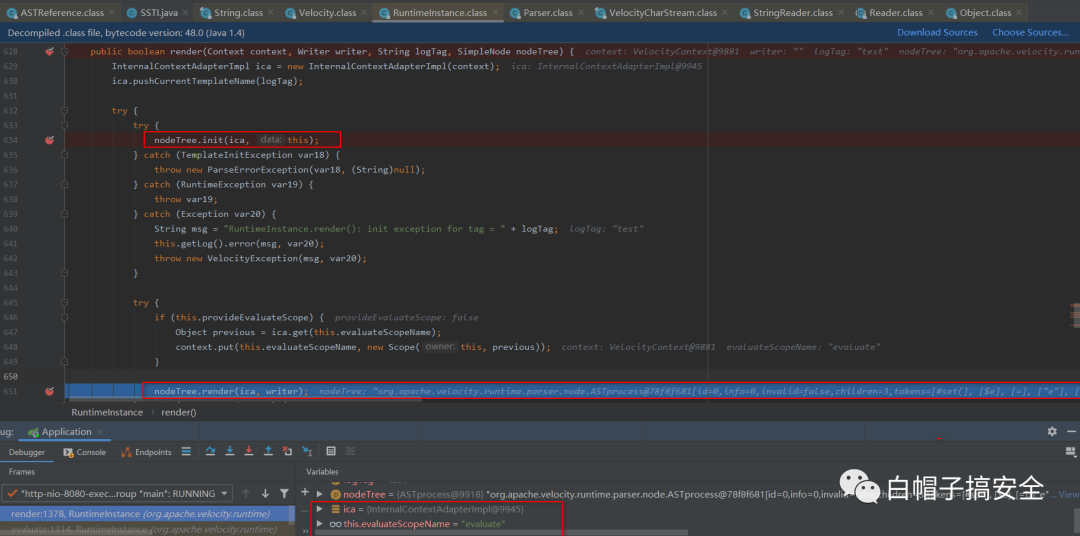 ASTReference.class SSTI.java String.class Velocity.class RuntimeInstance.class Parser.class VelocityCharStream.class StringReader.class Reader.class Object.class
Decompiled .class file, bytecode version: 48.0 (Java 1.4) Download Sources Choose Sources...
628 public boolean render(Context context, Writer writer, String logTag, SimpleNode nodeTree) { context: VelocityContext@9881 writer: "" logTag: "test" nodeTree: "org.apache.velocity.run
629 InternalContextAdapterImpl ica = new InternalContextAdapterImpl(context); ica: InternalContextAdapterImpl@9945
630 ica.pushCurrentTemplateName(logTag);
631
632 try {
633 try {
634 nodeTree.init(ica, data: this);
635 } catch (TemplateInitException var18) {
636 throw new ParseErrorException(var18, (String)null);
637 } catch (RuntimeException var19) {
638 throw var19;
639 } catch (Exception var20) {
640 String msg = "RuntimeInstance.render(): init exception for tag = " + logTag; logTag: "test"
641 this.getLog().error(msg, var20);
642 throw new VelocityException(msg, var20);
643 }
644
645 try {
646 if (this.provideEvaluateScope) { provideEvaluateScope: false
647 Object previous = ica.get(this.evaluateScopeName);
648 context.put(this.evaluateScopeName, new Scope( owner: this, previous)); context: VelocityContext@9881 evaluateScopeName: "evaluate"
649 }
650
651 nodeTree.render(ica, writer); nodeTree: "org.apache.velocity.runtime.parser.node.ASTprocess@78f8f681[id=0,info=0,invalid=false,children=3,tokens=[#set(], [$e], [=], ["e"], [
RuntimeInstance › render()
ug: Application
Debugger Console Endpoints
Frames Variables
"http-nio-8080-exec...roup "main": RUNNING
nodeTree = {ASTprocess@9918} "org.apache.velocity.runtime.parser.node.ASTprocess@78f8f681[id=0,info=0,invalid= View
render:1378, RuntimeInstance (org.apache.velocity.runtime) ica = {InternalContextAdapterImpl@9945}
evaluate:1314, RuntimeInstance (org.apache.velocity.runtime) this.evaluateScopeName = "evaluate"
白帽子搞安全